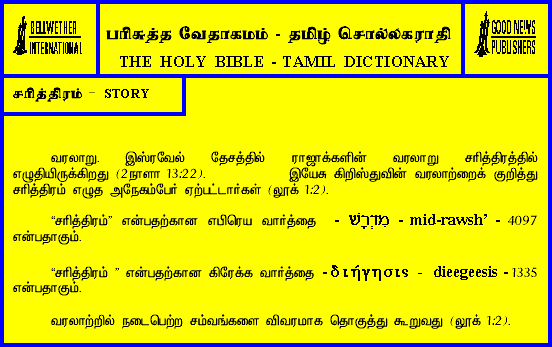 BELLWETHER
INTERNATIONAL
பரிசுத்த வேதாகமம் - தமிழ் சொல்லகராதி
THE HOLY BIBLE - TAMIL DICTIONARY
GOOD NEWS
PUBLISHERS
சரித்திரம் - STORY
வரலாறு. இஸ்ரவேல் தேசத்தில் ராஜாக்களின் வரலாறு சரித்திரத்தில்
எழுதியிருக்கிறது (2நாளா 13:22). இயேசு கிறிஸ்துவின் வரலாற்றைக் குறித்து
சரித்திரம் எழுத அநேகம்பேர் ஏற்பட்டார்கள் (லூக் 1:2).
“சரித்திரம்” என்பதற்கான எபிரெய வார்த்தை - מִדְרָשׁ - mid-rawsh’ - 4097
என்பதாகும்.
“சரித்திரம் ” என்பதற்கான கிரேக்க வார்த்தை - διήγησις - dieegeesis - 1335
என்பதாகும்.
வரலாற்றில் நடைபெற்ற சம்வங்களை விவரமாக தொகுத்து கூறுவது (லூக் 1:2).